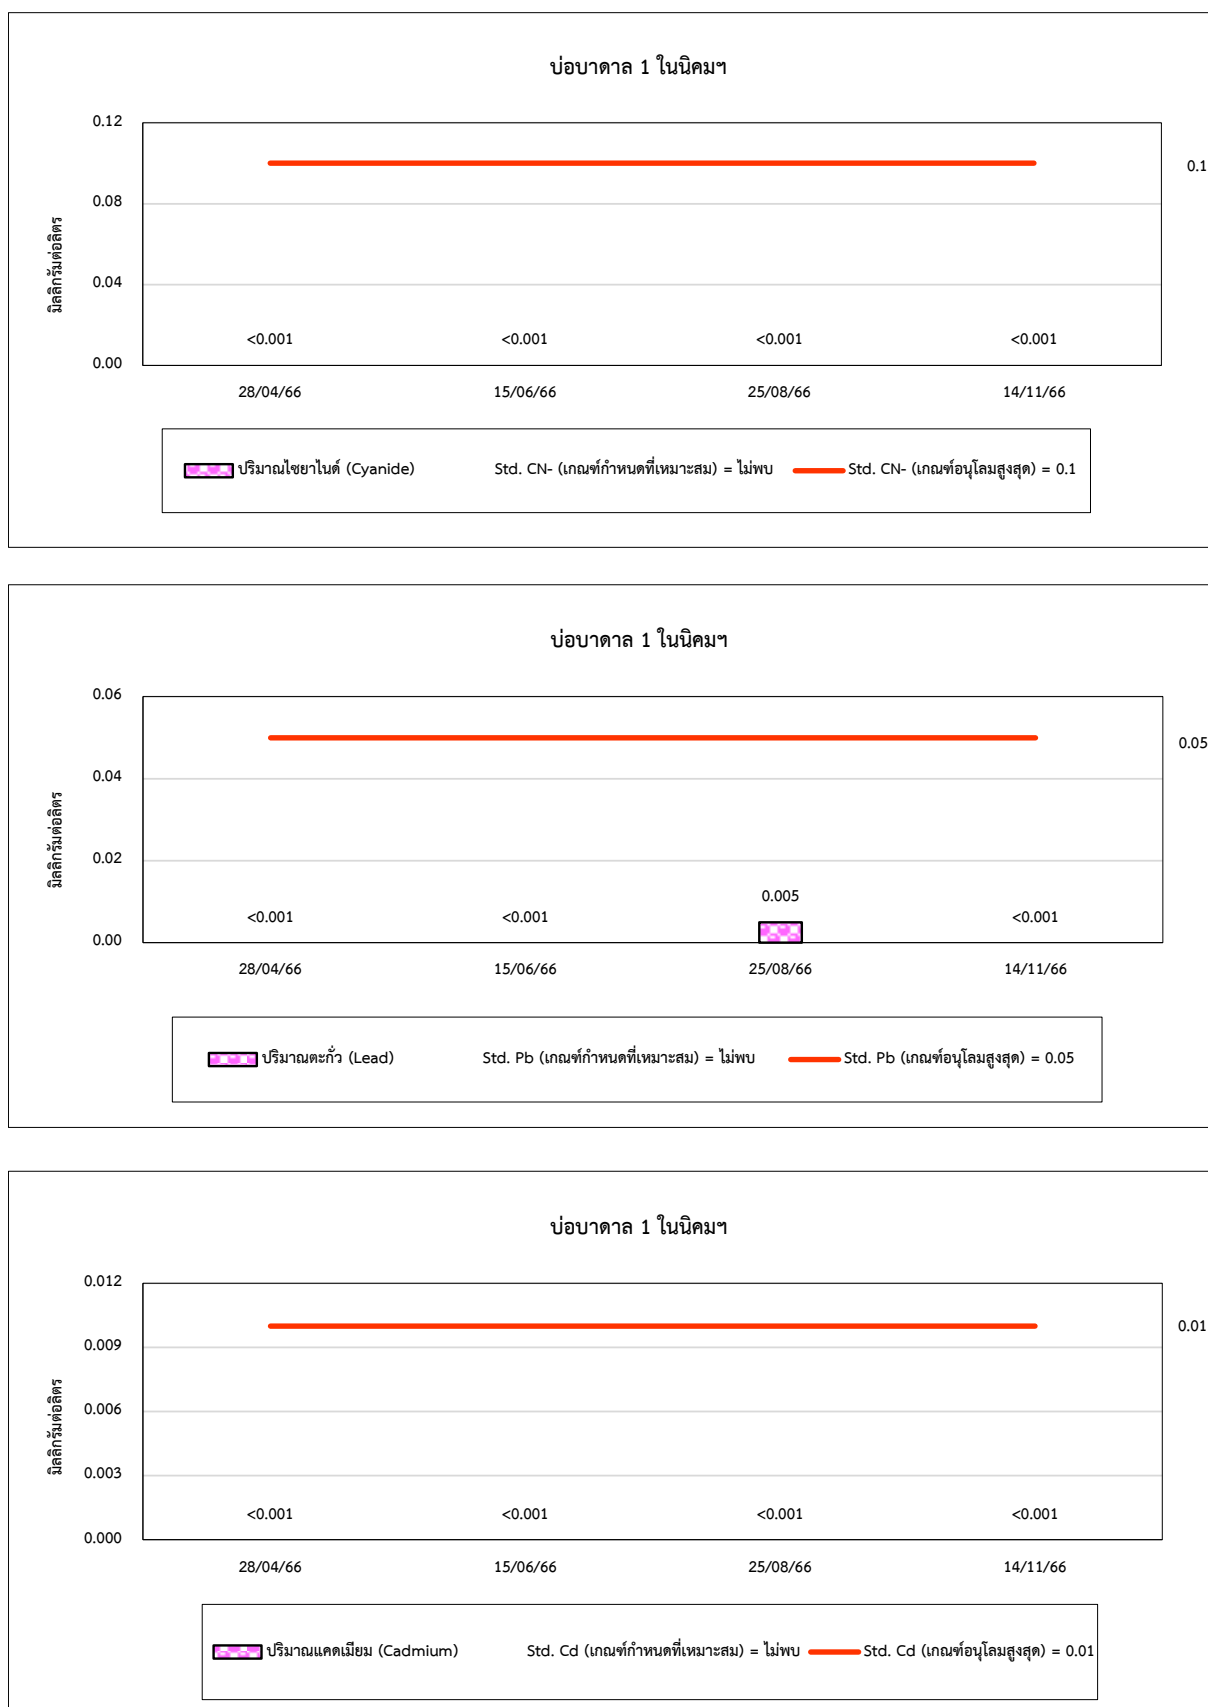 บ่อบาดาล 1 ในนิคมฯ
มิลลิกรัมต่อลิตร
0.12
0.08
0.04
0.00
0.1
<0.001 <0.001 <0.001 <0.001
28/04/66 15/06/66 25/08/66 14/11/66
ปริมาณไซยาไนด์ (Cyanide) Std. CN- (เกณฑ์กำหนดที่เหมาะสม) = ไม่พบ Std. CN- (เกณฑ์อนุโลมสูงสุด) = 0.1
บ่อบาดาล 1 ในนิคมฯ
มิลลิกรัมต่อลิตร
0.06
0.04
0.02
0.00
0.05
<0.001 <0.001 0.005 <0.001
28/04/66 15/06/66 25/08/66 14/11/66
ปริมาณตะกั่ว (Lead) Std. Pb (เกณฑ์กำหนดที่เหมาะสม) = ไม่พบ Std. Pb (เกณฑ์อนุโลมสูงสุด) = 0.05
บ่อบาดาล 1 ในนิคมฯ
มิลลิกรัมต่อลิตร
0.012
0.009
0.006
0.003
0.000
0.01
<0.001 <0.001 <0.001 <0.001
28/04/66 15/06/66 25/08/66 14/11/66
ปริมาณแคดเมียม (Cadmium) Std. Cd (เกณฑ์กำหนดที่เหมาะสม) = ไม่พบ Std. Cd (เกณฑ์อนุโลมสูงสุด) = 0.01